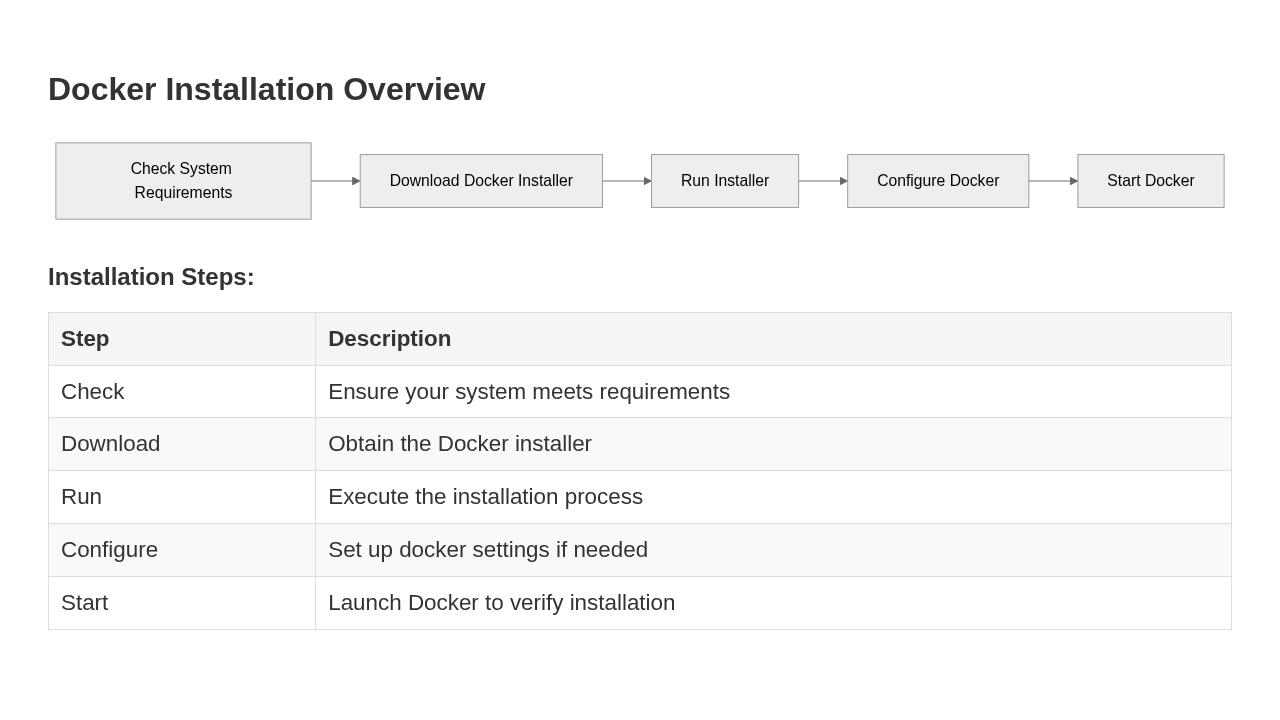 Docker Installation Overview
Check System
Requirements
Download Docker Installer
Run Installer
Configure Docker
Start Docker
Installation Steps:
Step Description
Check Ensure your system meets requirements
Download Obtain the Docker installer
Run Execute the installation process
Configure Set up docker settings if needed
Start Launch Docker to verify installation